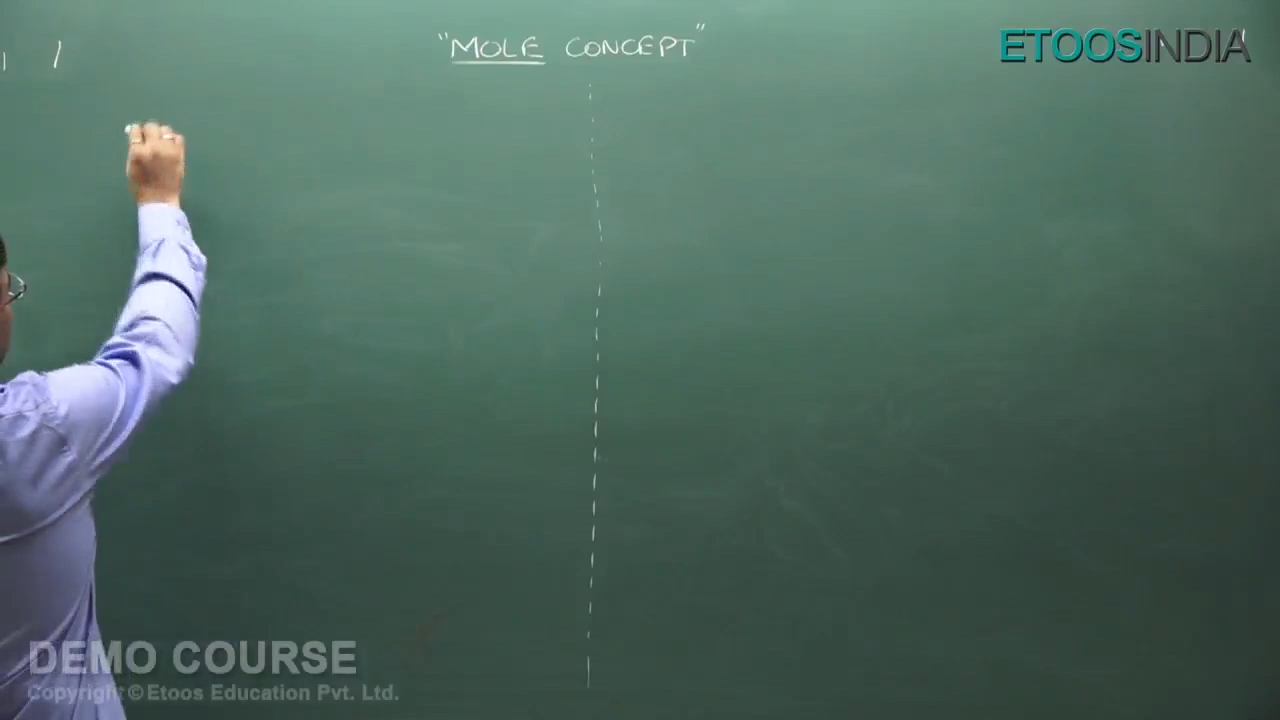 "MOLE CONCEPT"
ETOOSINDIA
DEMO COURSE
Copyright © Etoos Education Pvt. Ltd.